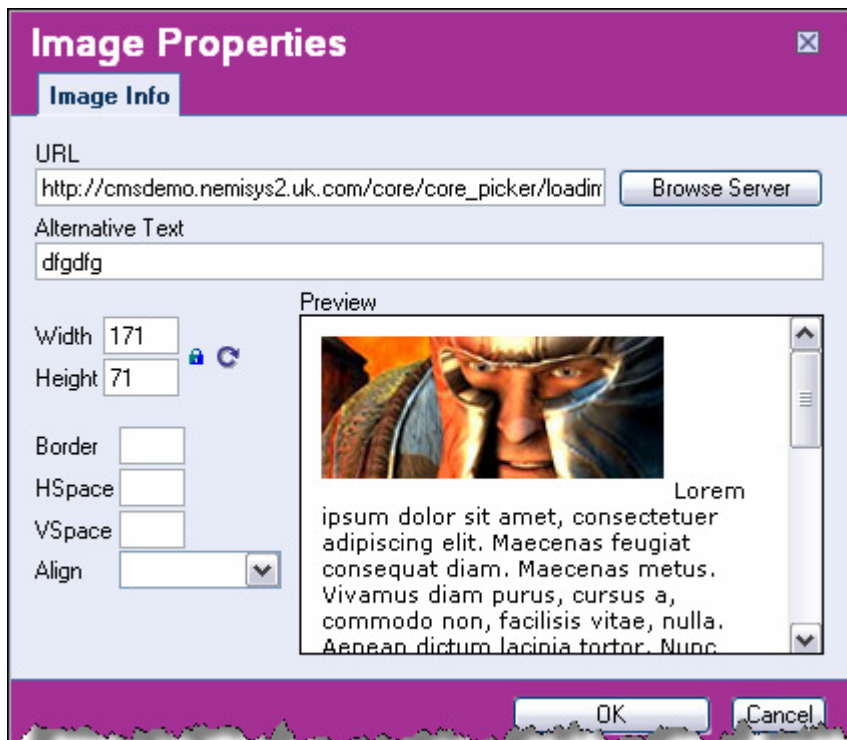 Image Properties
Image Info
URL
http://cmsdemo.nemisys2.uk.com/core/core_picker/loadin
Browse Server
Alternative Text
dfgdfg
Preview
Width 171
Height 71
Border
HSpace
VSpace
Align
Lorem
ipsum dolor sit amet, consectetuer
adipiscing elit. Maecenas feugiat
consequat diam. Maecenas metus.
Vivamus diam purus, cursus a,
commodo non, facilisis vitae, nulla.
Aenean dictum lacinia tortor. Nunc
OK
Cancel